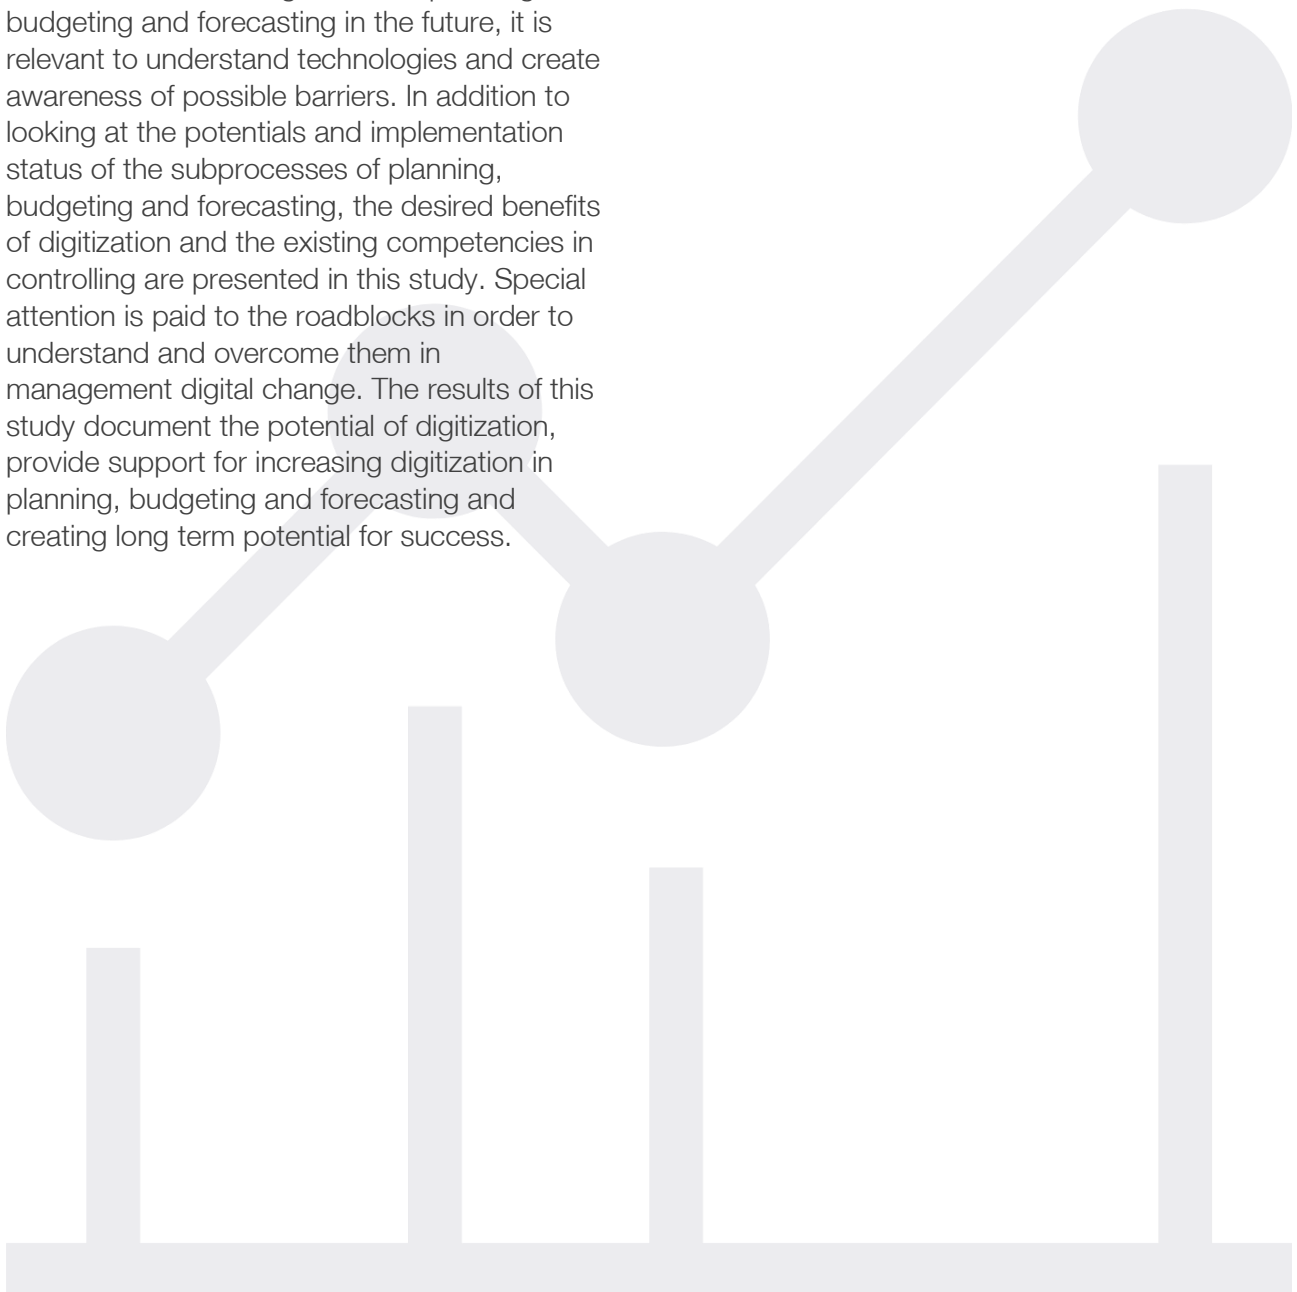 budgeting and forecasting in the future, it is
relevant to understand technologies and create
awareness of possible barriers. In addition to
looking at the potentials and implementation
status of the subprocesses of planning,
budgeting and forecasting, the desired benefits
of digitization and the existing competencies in
controlling are presented in this study. Special
attention is paid to the roadblocks in order to
understand and overcome them in
management digital change. The results of this
study document the potential of digitization,
provide support for increasing digitization in
planning, budgeting and forecasting and
creating long term potential for success.